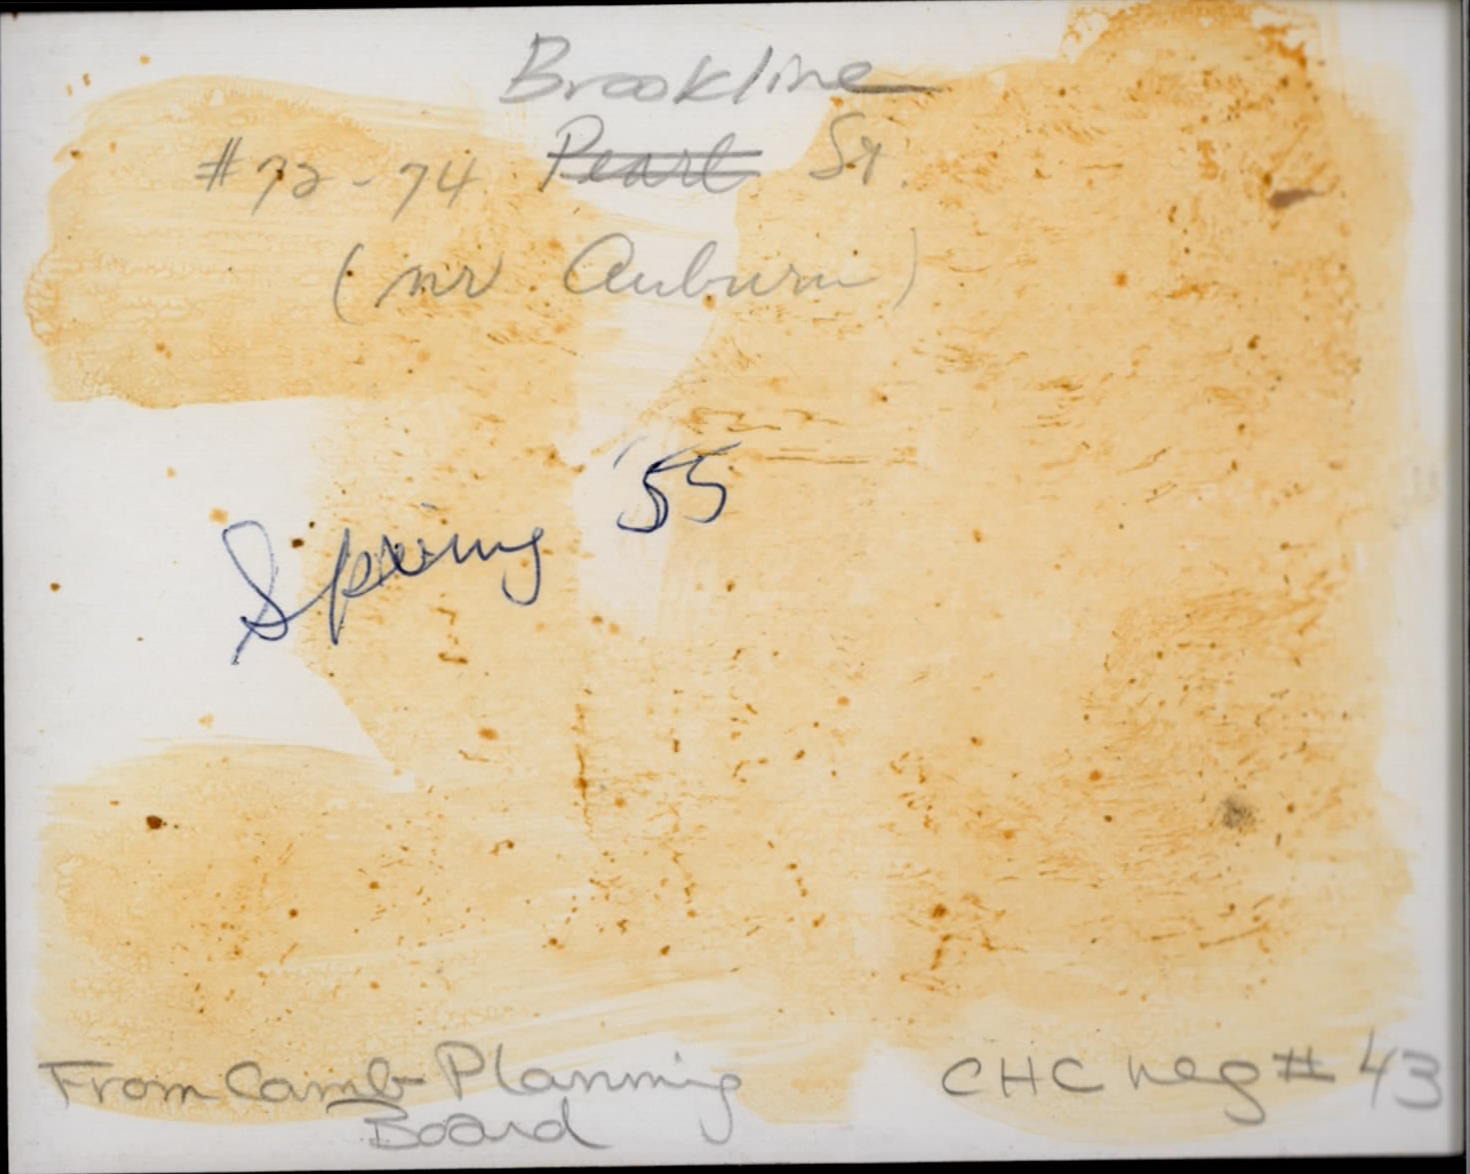 Brookline
#72-74 Pearl St.
(nr Auburn)
Spring '55
From Camb Planning
Board
CHC neg # 43